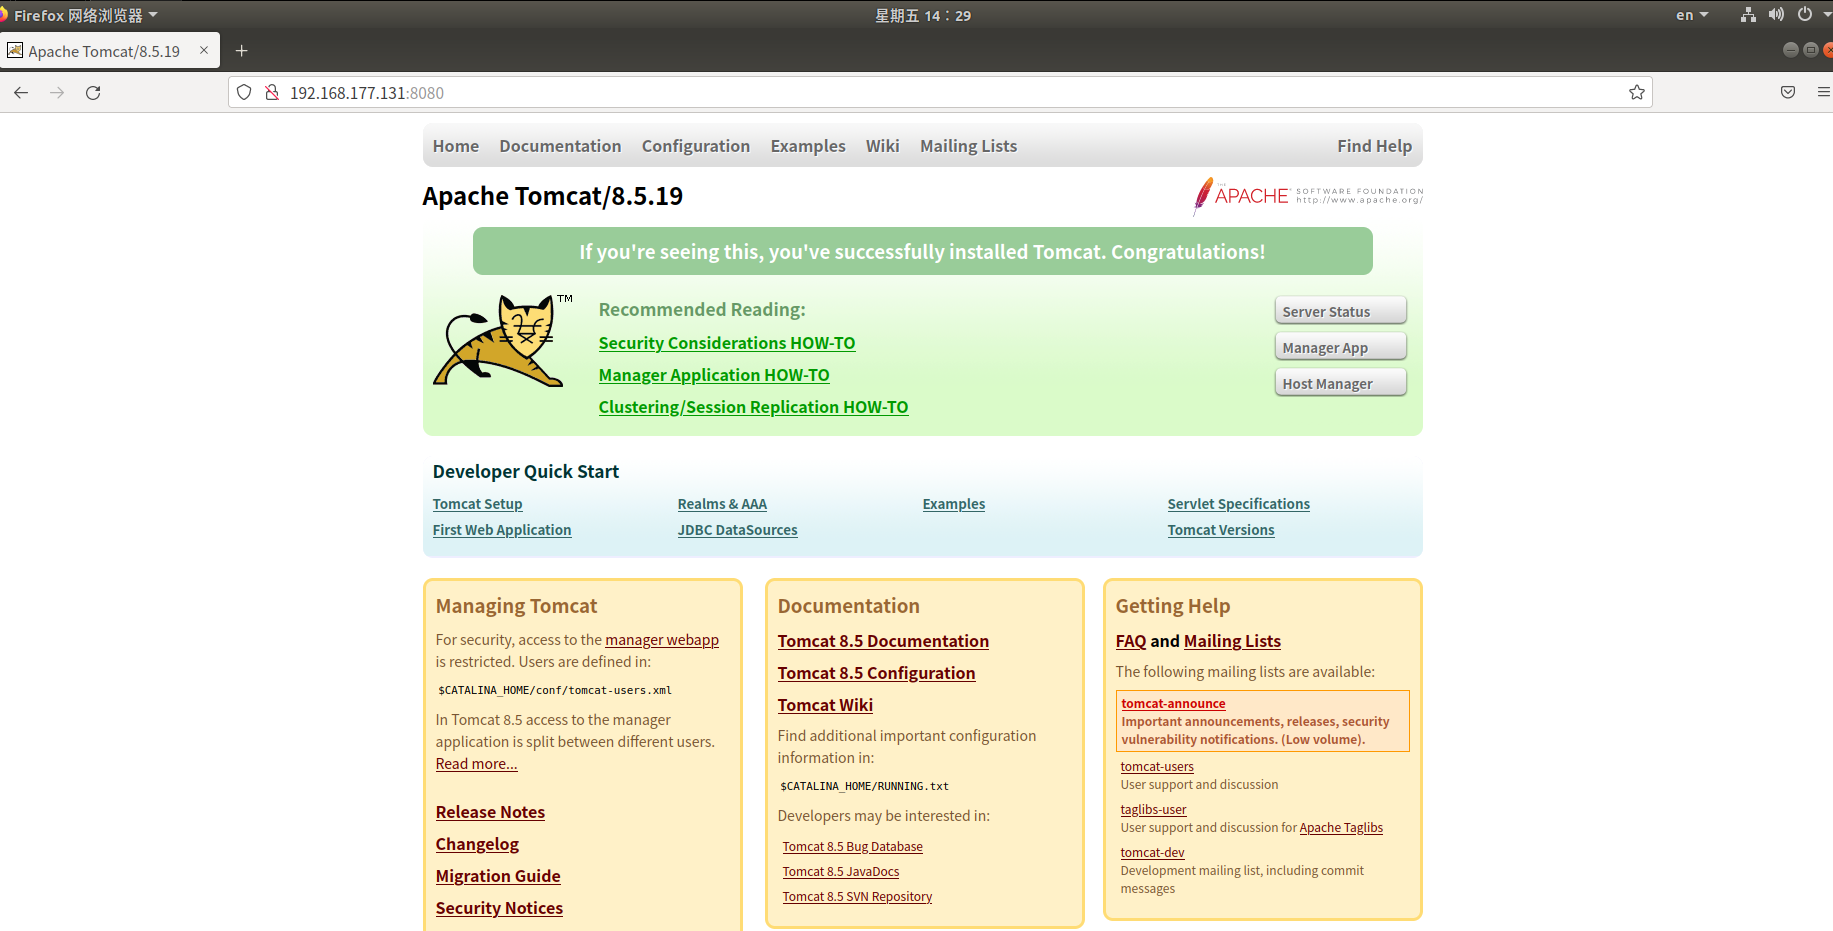 Firefox 网络浏览器
星期五 14：29
en
Apache Tomcat/8.5.19
192.168.177.131:8080
Home Documentation Configuration Examples Wiki Mailing Lists Find Help
Apache Tomcat/8.5.19
THE APACHE® SOFTWARE FOUNDATION
http://www.apache.org/
If you're seeing this, you've successfully installed Tomcat. Congratulations!
TM
Recommended Reading:
Security Considerations HOW-TO
Manager Application HOW-TO
Clustering/Session Replication HOW-TO
Server Status
Manager App
Host Manager
Developer Quick Start
Tomcat Setup
First Web Application
Realms & AAA
JDBC DataSources
Examples
Servlet Specifications
Tomcat Versions
Managing Tomcat
For security, access to the manager webapp
is restricted. Users are defined in:
$CATALINA_HOME/conf/tomcat-users.xml
In Tomcat 8.5 access to the manager
application is split between different users.
Read more...
Release Notes
Changelog
Migration Guide
Security Notices
Documentation
Tomcat 8.5 Documentation
Tomcat 8.5 Configuration
Tomcat Wiki
Find additional important configuration
information in:
$CATALINA_HOME/RUNNING.txt
Developers may be interested in:
Tomcat 8.5 Bug Database
Tomcat 8.5 JavaDocs
Tomcat 8.5 SVN Repository
Getting Help
FAQ and Mailing Lists
The following mailing lists are available:
tomcat-announce
Important announcements, releases, security
vulnerability notifications. (Low volume).
tomcat-users
User support and discussion
taglibs-user
User support and discussion for Apache Taglibs
tomcat-dev
Development mailing list, including commit
messages